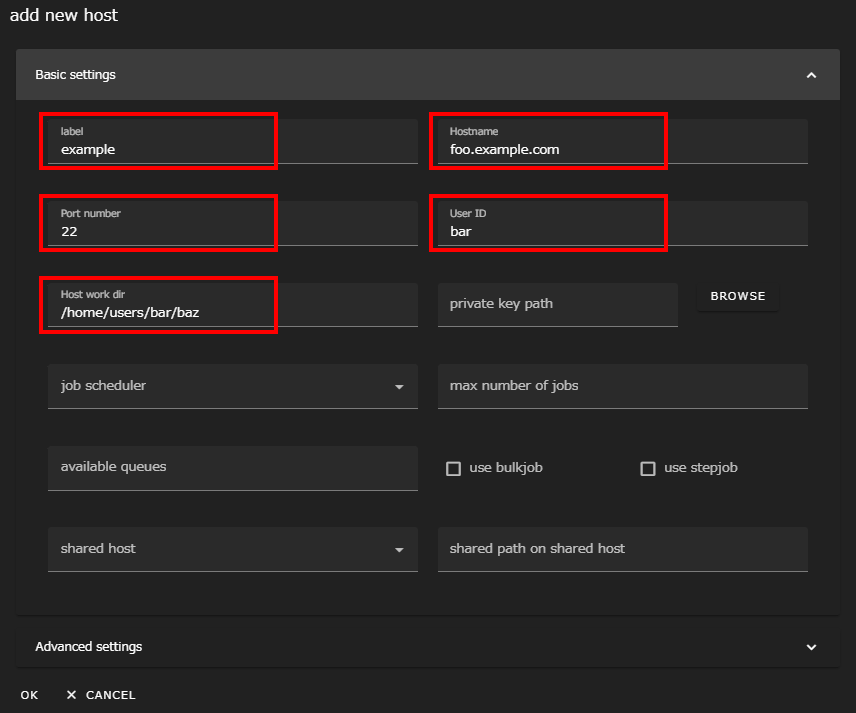 add new host
Basic settings
label
example
Hostname
foo.example.com
Port number
22
User ID
bar
Host work dir
/home/users/bar/baz
private key path
BROWSE
job scheduler
max number of jobs
available queues
use bulkjob
use stepjob
shared host
shared path on shared host
Advanced settings
OK
CANCEL